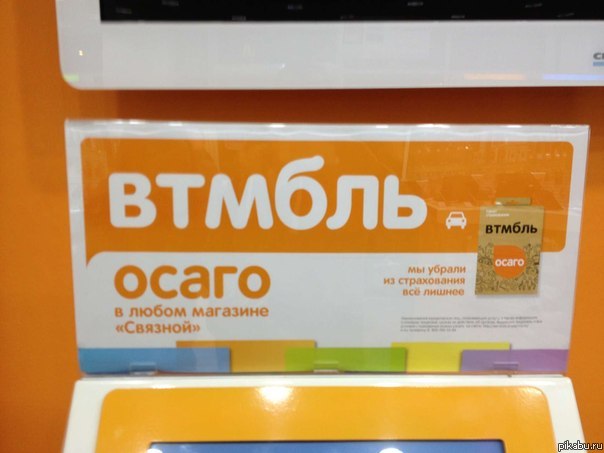 втмбль
осаго
в любом магазине
«Связной»
мы убрали
из страхования
всё лишнее
втмбль
осаго
pikabu.ru